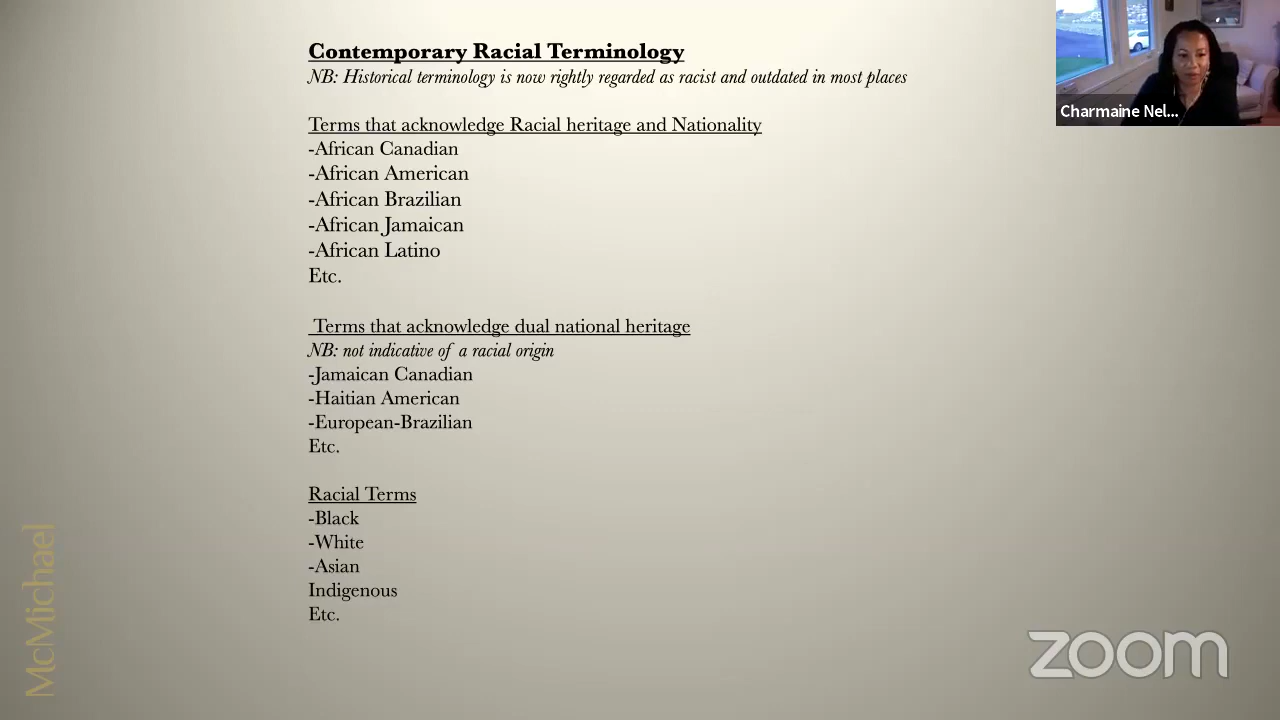 Contemporary Racial Terminology
NB: Historical terminology is now rightly regarded as racist and outdated in most places
Terms that acknowledge Racial heritage and Nationality
-African Canadian
-African American
-African Brazilian
-African Jamaican
-African Latino
Etc.
Terms that acknowledge dual national heritage
NB: not indicative of a racial origin
-Jamaican Canadian
-Haitian American
-European-Brazilian
Etc.
Racial Terms
-Black
-White
-Asian
Indigenous
Etc.
Charmaine Nel...
McMichael
zoom